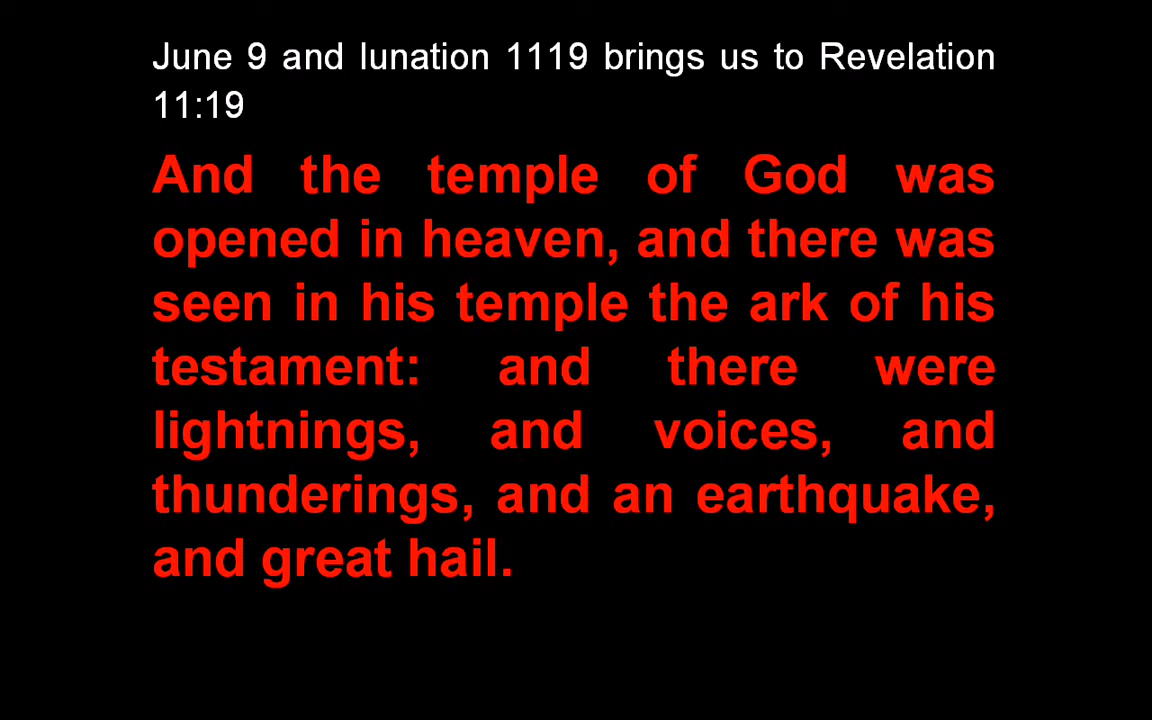 June 9 and lunation 1119 brings us to Revelation
11:19
And the temple of God was
opened in heaven, and there was
seen in his temple the ark of his
testament: and there were
lightnings, and voices, and
thunderings, and an earthquake,
and great hail.